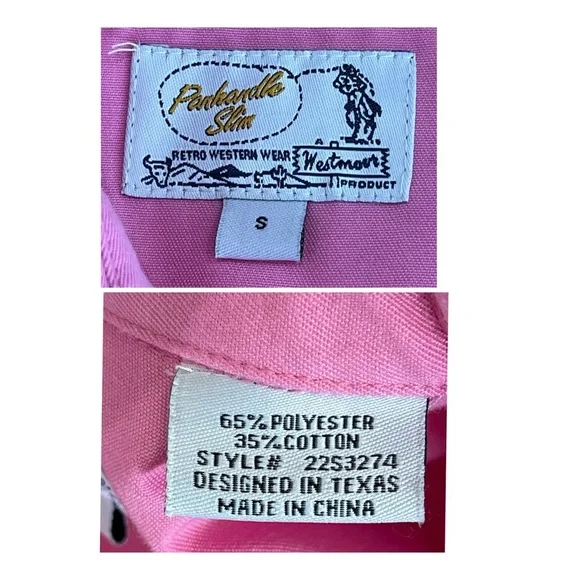 Panhandle
Slim
RETRO WESTERN WEAR
Westmoor
PRODUCT
S
65% POLYESTER
35% COTTON
STYLE# 22S3274
DESIGNED IN TEXAS
MADE IN CHINA